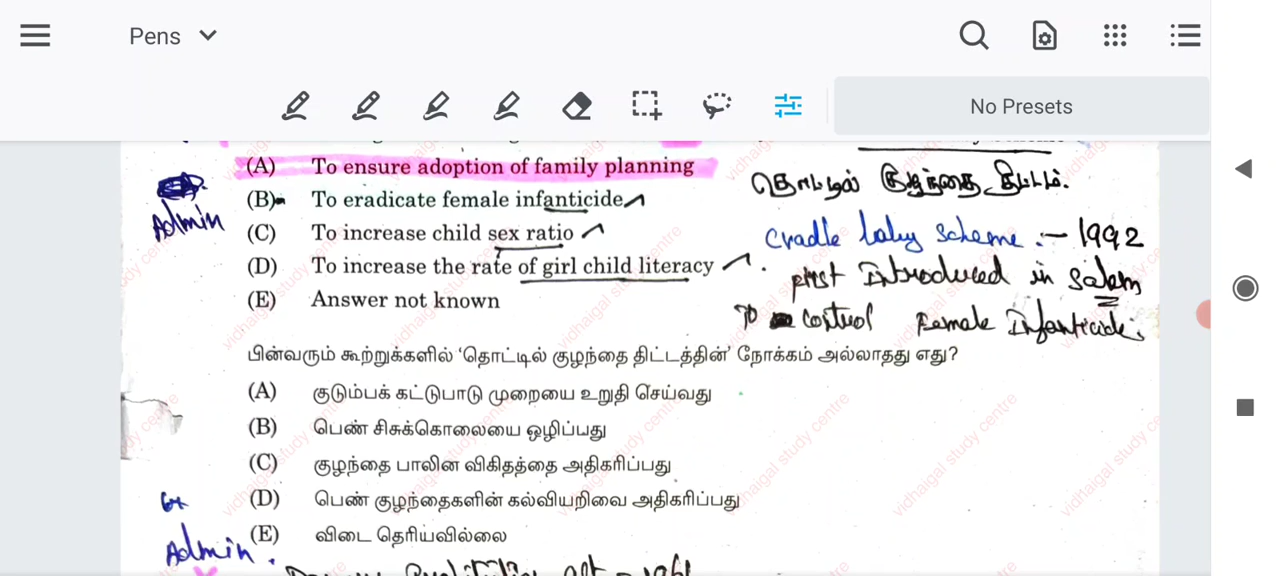 Pens
No Presets
(A) To ensure adoption of family planning
(B) To eradicate female infanticide
(C) To increase child sex ratio
(D) To increase the rate of girl child literacy
(E) Answer not known
Admin
தொட்டில் குழந்தை திட்டம்.
Cradle baby scheme :- 1992
first Introduced in Salem
To control Female Infanticide.
பின்வரும் கூற்றுக்களில் 'தொட்டில் குழந்தை திட்டத்தின்' நோக்கம் அல்லாதது எது?
(A) குடும்பக் கட்டுபாடு முறையை உறுதி செய்வது
(B) பெண் சிசுக்கொலையை ஒழிப்பது
(C) குழந்தை பாலின விகிதத்தை அதிகரிப்பது
(D) பெண் குழந்தைகளின் கல்வியறிவை அதிகரிப்பது
(E) விடை தெரியவில்லை
Admin.
vidhaigal study centre